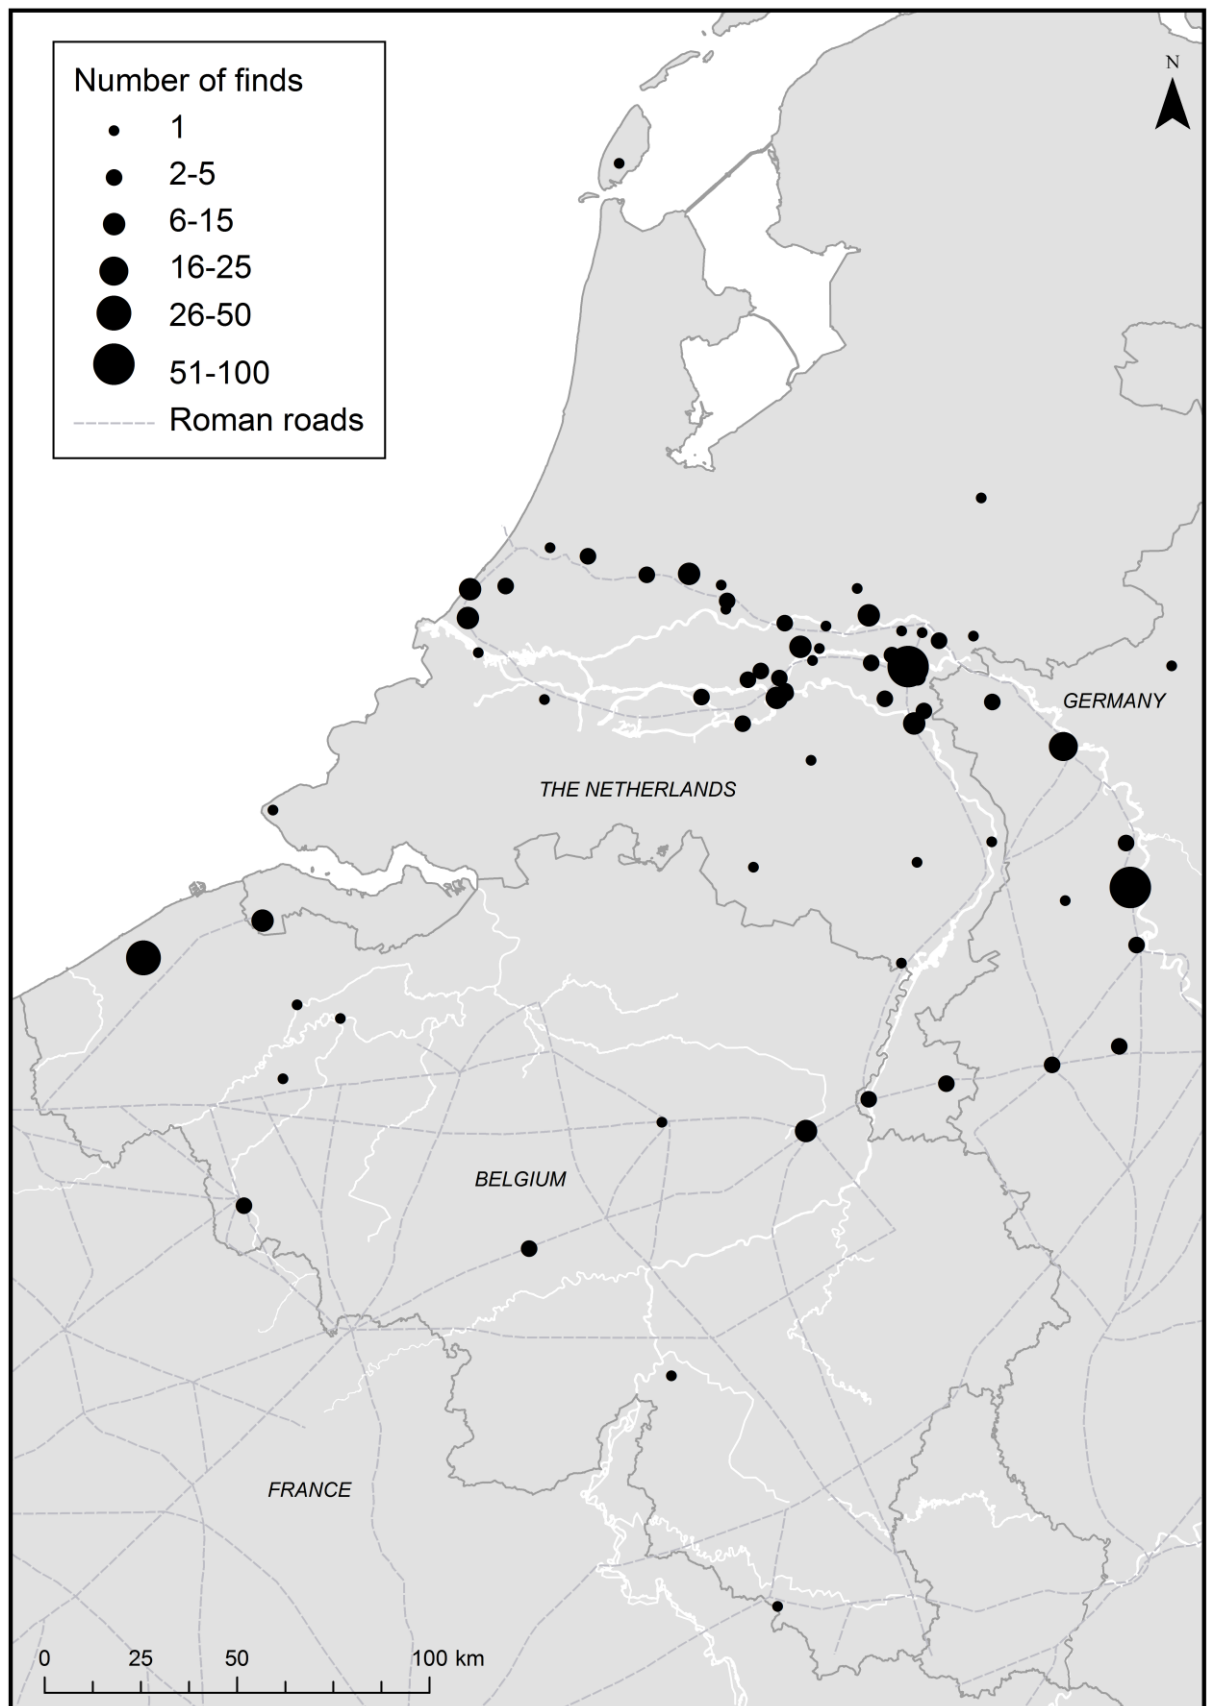 Number of finds
1
2-5
6-15
16-25
26-50
51-100
Roman roads
N
GERMANY
THE NETHERLANDS
BELGIUM
FRANCE
0 25 50 100 km